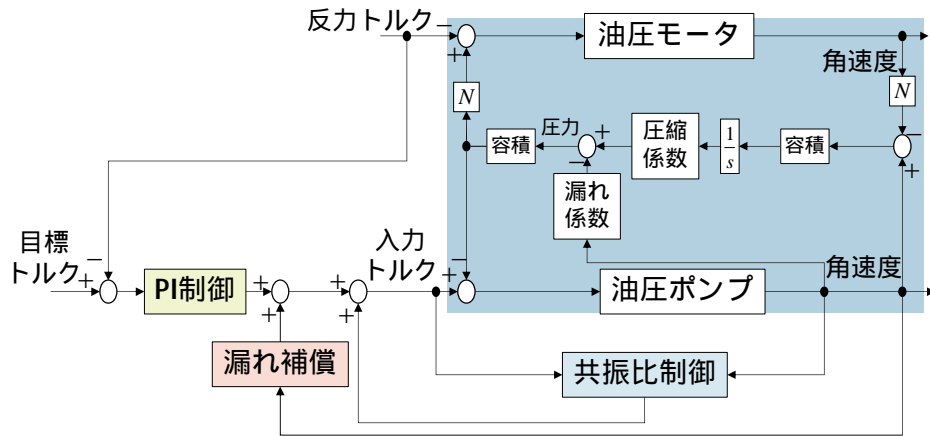 反力トルク
−
+
油圧モータ
角速度
N
N
圧力
+
−
容積
圧縮
係数
1
s
容積
−
+
漏れ
係数
目標
トルク
+
−
PI制御
+
+
+
+
入力
トルク
+
−
油圧ポンプ
角速度
漏れ補償
共振比制御